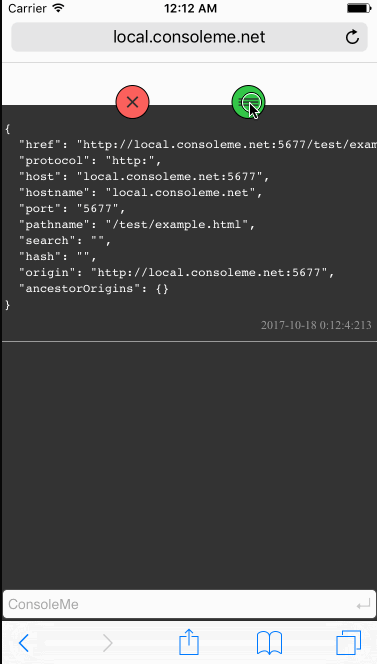 Carrier 12:12 AM
local.consoleme.net
{
"href": "http://local.consoleme.net:5677/test/exam
"protocol": "http:",
"host": "local.consoleme.net:5677",
"hostname": "local.consoleme.net",
"port": "5677",
"pathname": "/test/example.html",
"search": "",
"hash": "",
"origin": "http://local.consoleme.net:5677",
"ancestorOrigins": {}
}
2017-10-18 0:12:4:213
ConsoleMe